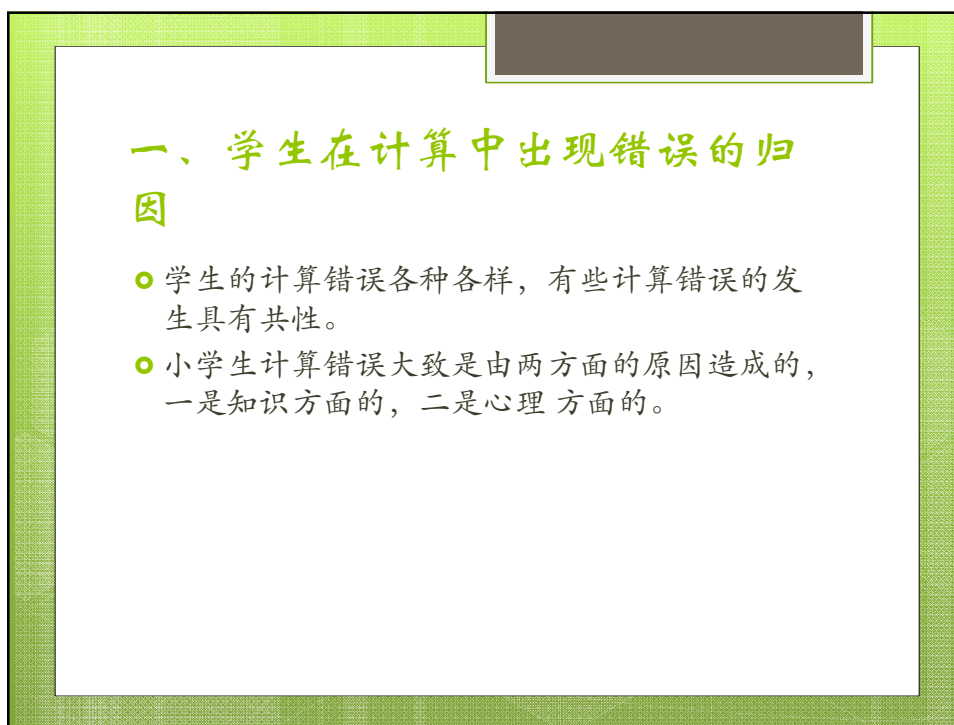 一、学生在计算中出现错误的归
因
学生的计算错误各种各样，有些计算错误的发
生具有共性。
小学生计算错误大致是由两方面的原因造成的，
一是知识方面的，二是心理 方面的。